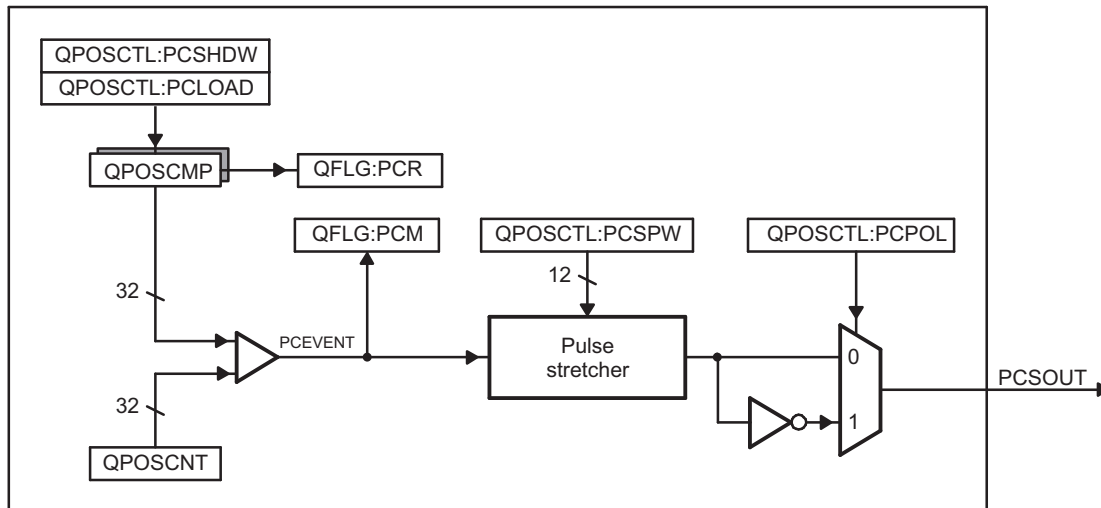 QPOSCTL:PCSHDW
QPOSCTL:PCLOAD
QPOSCMP
QFLG:PCR
QFLG:PCM
QPOSCTL:PCSPW
QPOSCTL:PCPOL
12
32
PCEVENT
Pulse
stretcher
0
PCSOUT
32
1
QPOSCNT